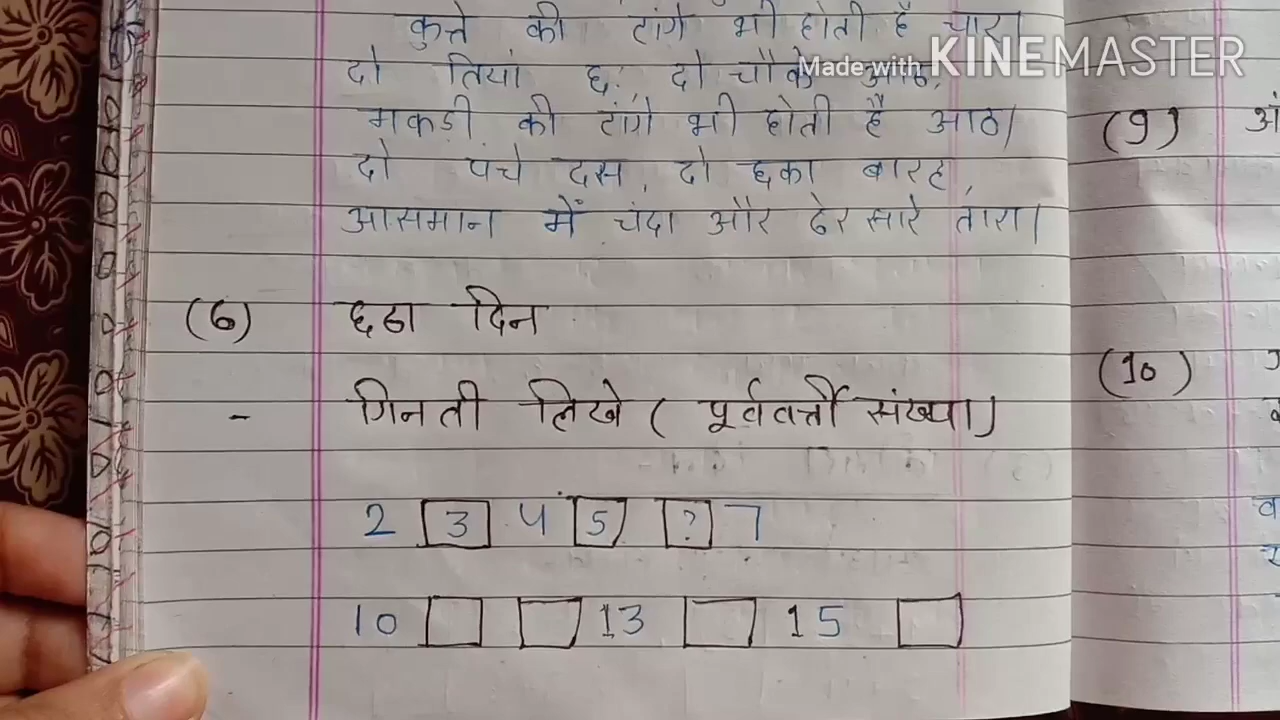 कुत्ते की टांगे भी होती है चार।
दो तियां छः, दो चौके आठ,
Made with KINEMASTER
मकड़ी की टांगे भी होती है आठ।
दो पंचे दस, दो छका बारह,
आसमान में चंदा और ढेर सारे तारा।
(6) छठा दिन
- गिनती लिखे ( पूर्ववर्ती संख्या)
2 3 4 5 ? 7
10 13 15
(9) अं
(10)